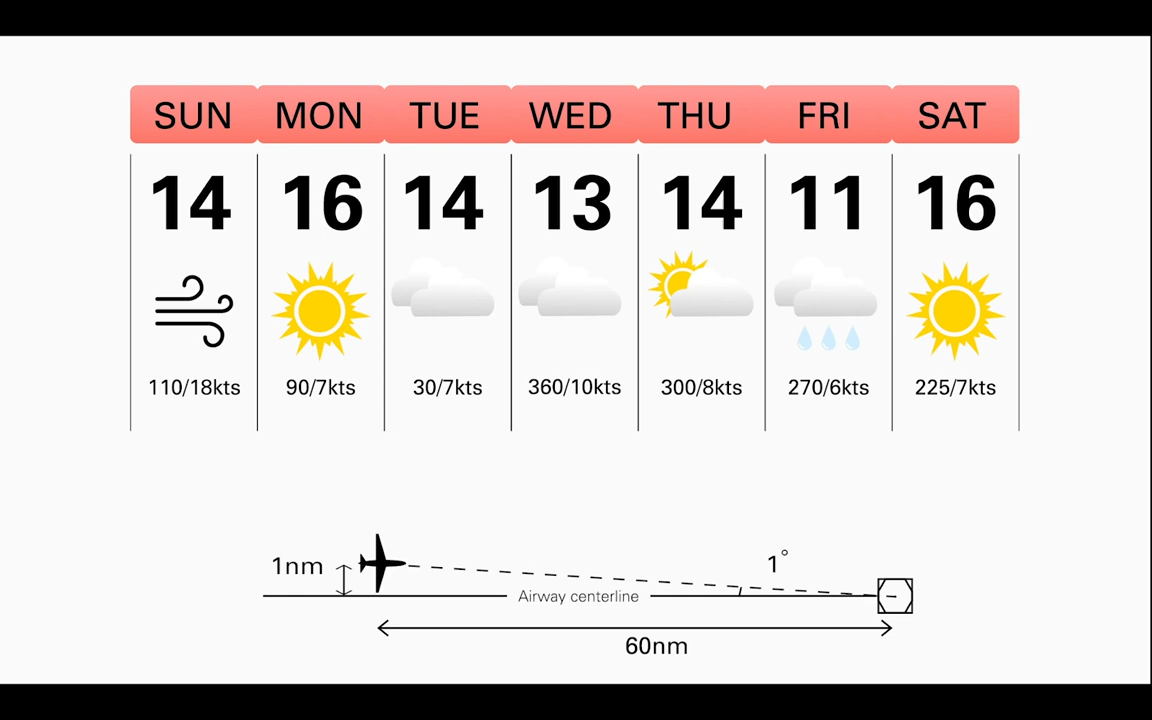 SUN MON TUE WED THU FRI SAT
14 16 14 13 14 11 16
110/18kts 90/7kts 30/7kts 360/10kts 300/8kts 270/6kts 225/7kts
1nm 1°
Airway centerline
60nm